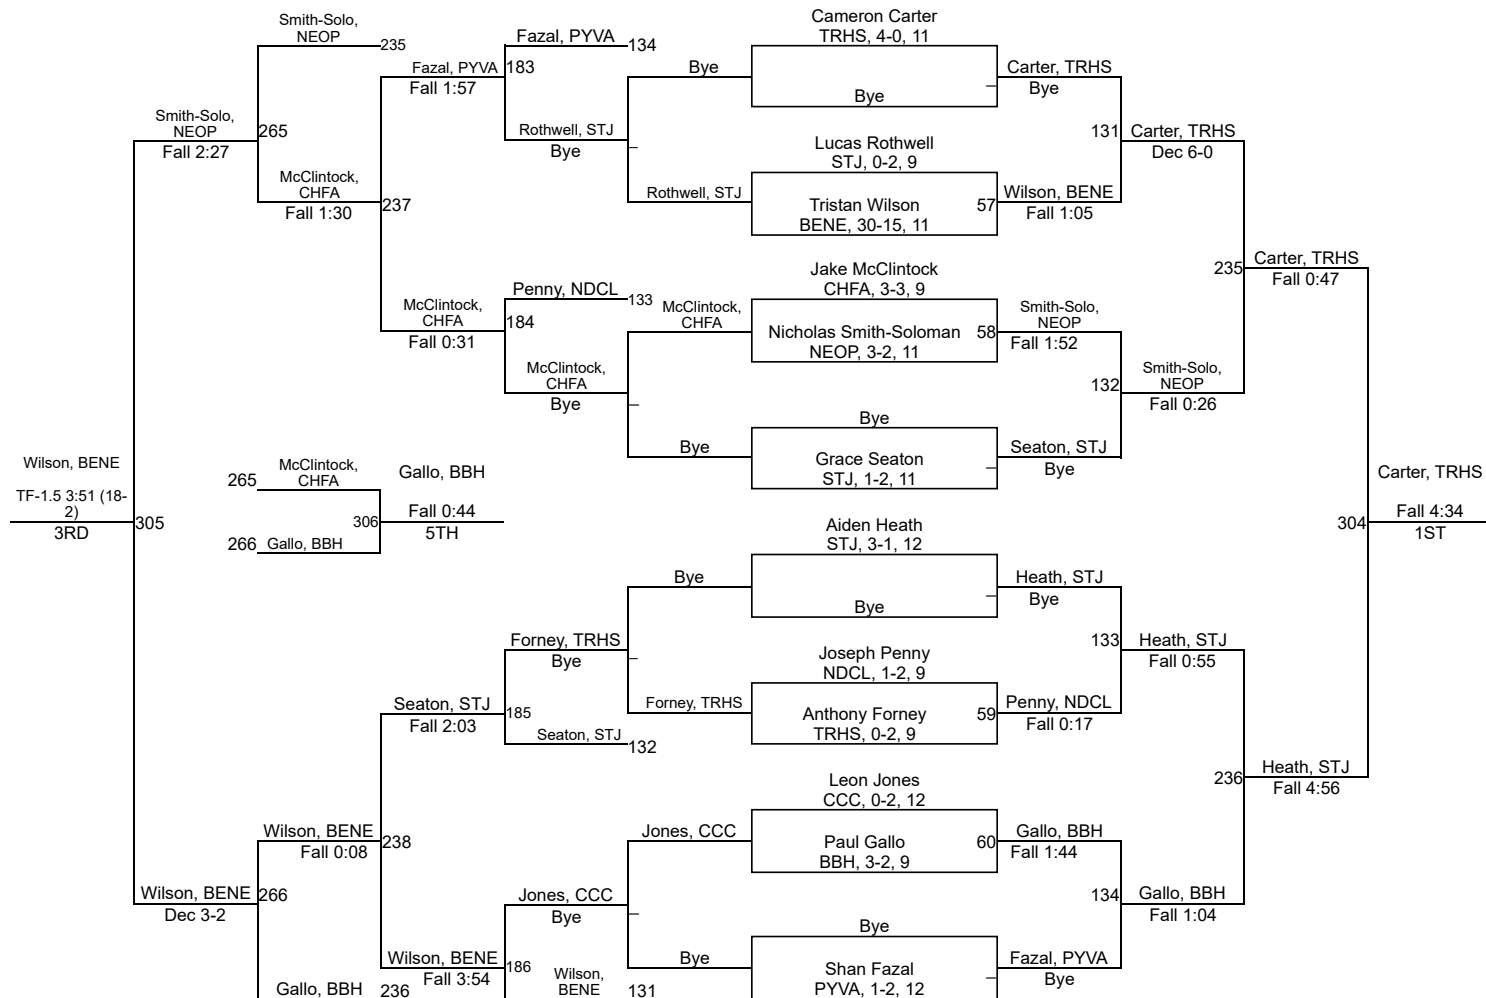 Smith-Solo,
NEOP
235
Fazal, PYVA
134
Cameron Carter
TRHS, 4-0, 11
Fazal, PYVA
183
Fall 1:57
Bye
Bye
Carter, TRHS
Bye
Smith-Solo,
NEOP
265
Fall 2:27
Rothwell, STJ
Bye
131
Carter, TRHS
Dec 6-0
Lucas Rothwell
STJ, 0-2, 9
McClintock,
CHFA
Fall 1:30
237
Rothwell, STJ
Tristan Wilson
BENE, 30-15, 11
57
Wilson, BENE
Fall 1:05
235
Carter, TRHS
Fall 0:47
Jake McClintock
CHFA, 3-3, 9
Penny, NDCL
133
McClintock,
CHFA
184
Fall 0:31
McClintock,
CHFA
Nicholas Smith-Soloman
NEOP, 3-2, 11
58
Smith-Solo,
NEOP
Fall 1:52
McClintock,
CHFA
Bye
132
Smith-Solo,
NEOP
Fall 0:26
Bye
Bye
Grace Seaton
STJ, 1-2, 11
Seaton, STJ
Bye
Wilson, BENE
TF-1.5 3:51 (18-
2)
3RD
305
265
McClintock,
CHFA
266
Gallo, BBH
306
Gallo, BBH
Fall 0:44
5TH
Carter, TRHS
304
Fall 4:34
1ST
Aiden Heath
STJ, 3-1, 12
Bye
Bye
Heath, STJ
Bye
Forney, TRHS
Bye
133
Heath, STJ
Fall 0:55
Joseph Penny
NDCL, 1-2, 9
Seaton, STJ
Fall 2:03
185
Forney, TRHS
Anthony Forney
TRHS, 0-2, 9
59
Penny, NDCL
Fall 0:17
Seaton, STJ
132
236
Heath, STJ
Fall 4:56
Leon Jones
CCC, 0-2, 12
Wilson, BENE
Fall 0:08
238
Jones, CCC
Paul Gallo
BBH, 3-2, 9
60
Gallo, BBH
Fall 1:44
Wilson, BENE
266
Dec 3-2
Jones, CCC
Bye
134
Gallo, BBH
Fall 1:04
Bye
Wilson, BENE
Fall 3:54
186
Bye
Shan Fazal
PYVA, 1-2, 12
Fazal, PYVA
Bye
Gallo, BBH
236
Wilson,
BENE
131